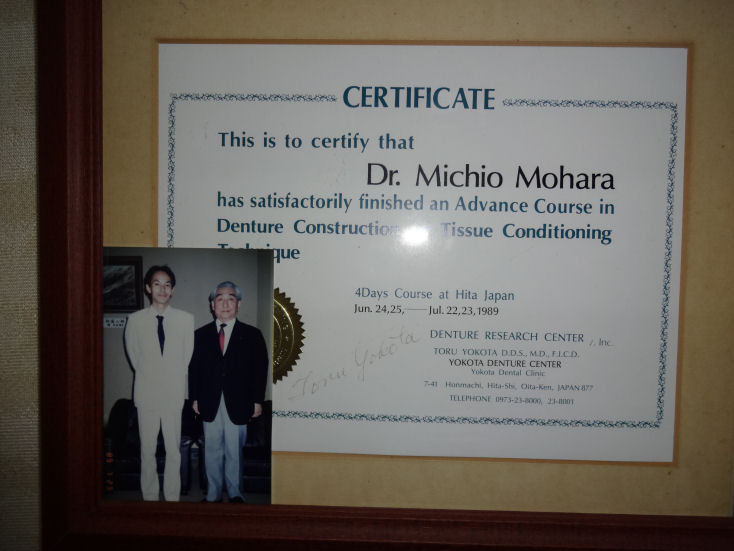 CERTIFICATE
This is to certify that
Dr. Michio Mohara
has satisfactorily finished an Advance Course in
Denture Construction Tissue Conditioning
Technique
4Days Course at Hita Japan
Jun. 24,25,—Jul. 22,23,1989
DENTURE RESEARCH CENTER , Inc.
TORU YOKOTA D.D.S., M.D., F.I.C.D.
YOKOTA DENTURE CENTER
Yokota Dental Clinic
7-41 Honmachi, Hita-Shi, Oita-Ken, JAPAN 877
TELEPHONE 0973-23-8000, 23-8001
Toru Yokota